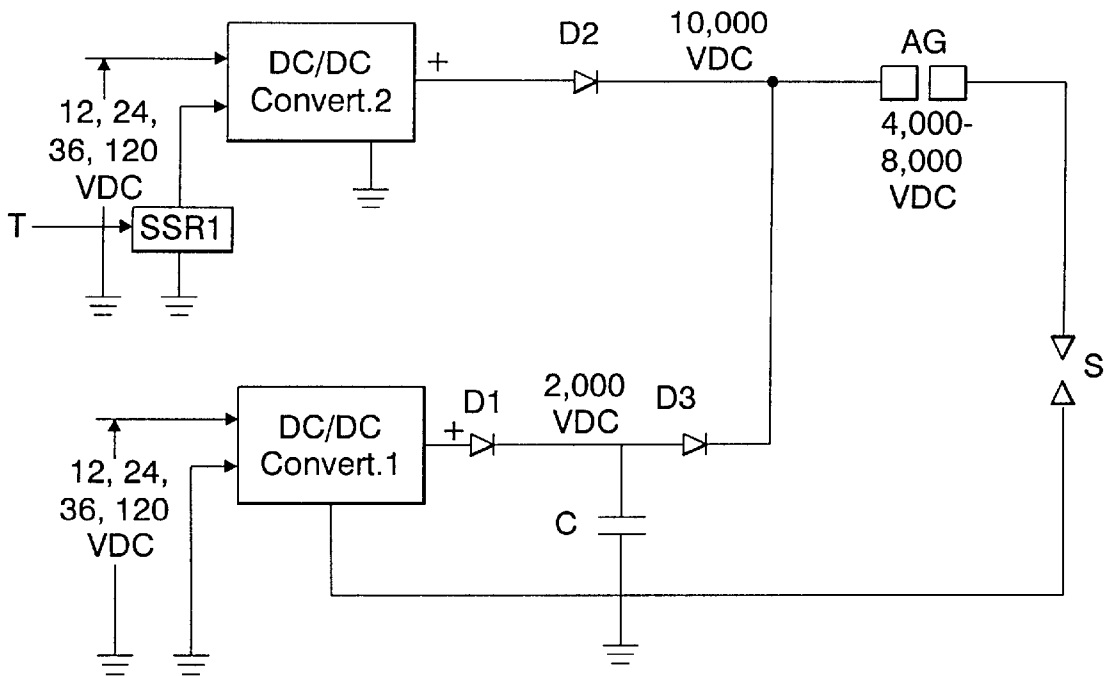 D2
10,000
VDC
AG
DC/DC
Convert.2
+
12, 24,
36, 120
VDC
4,000-
8,000
VDC
T
SSR1
S
DC/DC
Convert.1
+
D1
2,000
VDC
D3
12, 24,
36, 120
VDC
C